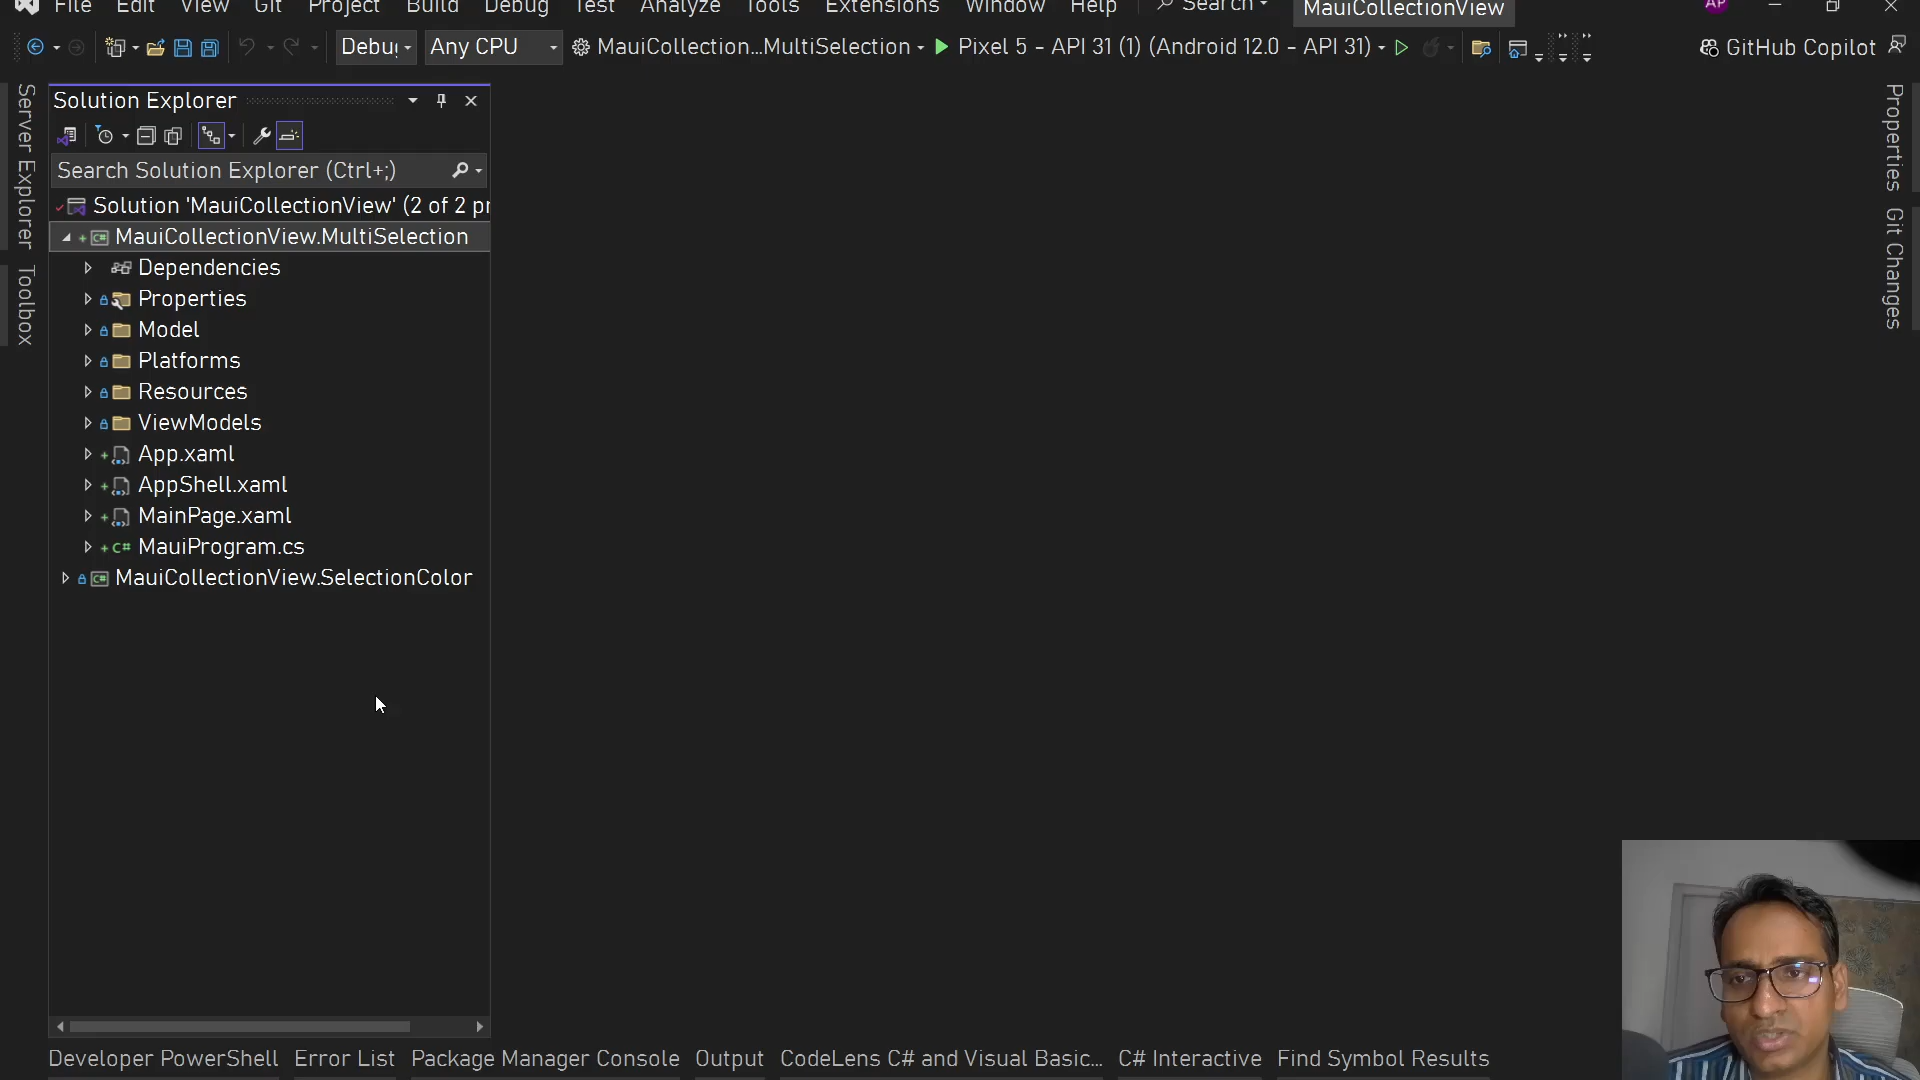 File Edit View Git Project Build Debug Test Analyze Tools Extensions Window Help Search MauiCollectionView AP
Debug Any CPU MauiCollection...MultiSelection Pixel 5 - API 31 (1) (Android 12.0 - API 31) GitHub Copilot
Server Explorer
Toolbox
Solution Explorer
Search Solution Explorer (Ctrl+;)
Solution 'MauiCollectionView' (2 of 2 pr
MauiCollectionView.MultiSelection
Dependencies
Properties
Model
Platforms
Resources
ViewModels
App.xaml
AppShell.xaml
MainPage.xaml
MauiProgram.cs
MauiCollectionView.SelectionColor
Properties
Git Changes
Developer PowerShell Error List Package Manager Console Output CodeLens C# and Visual Basic... C# Interactive Find Symbol Results